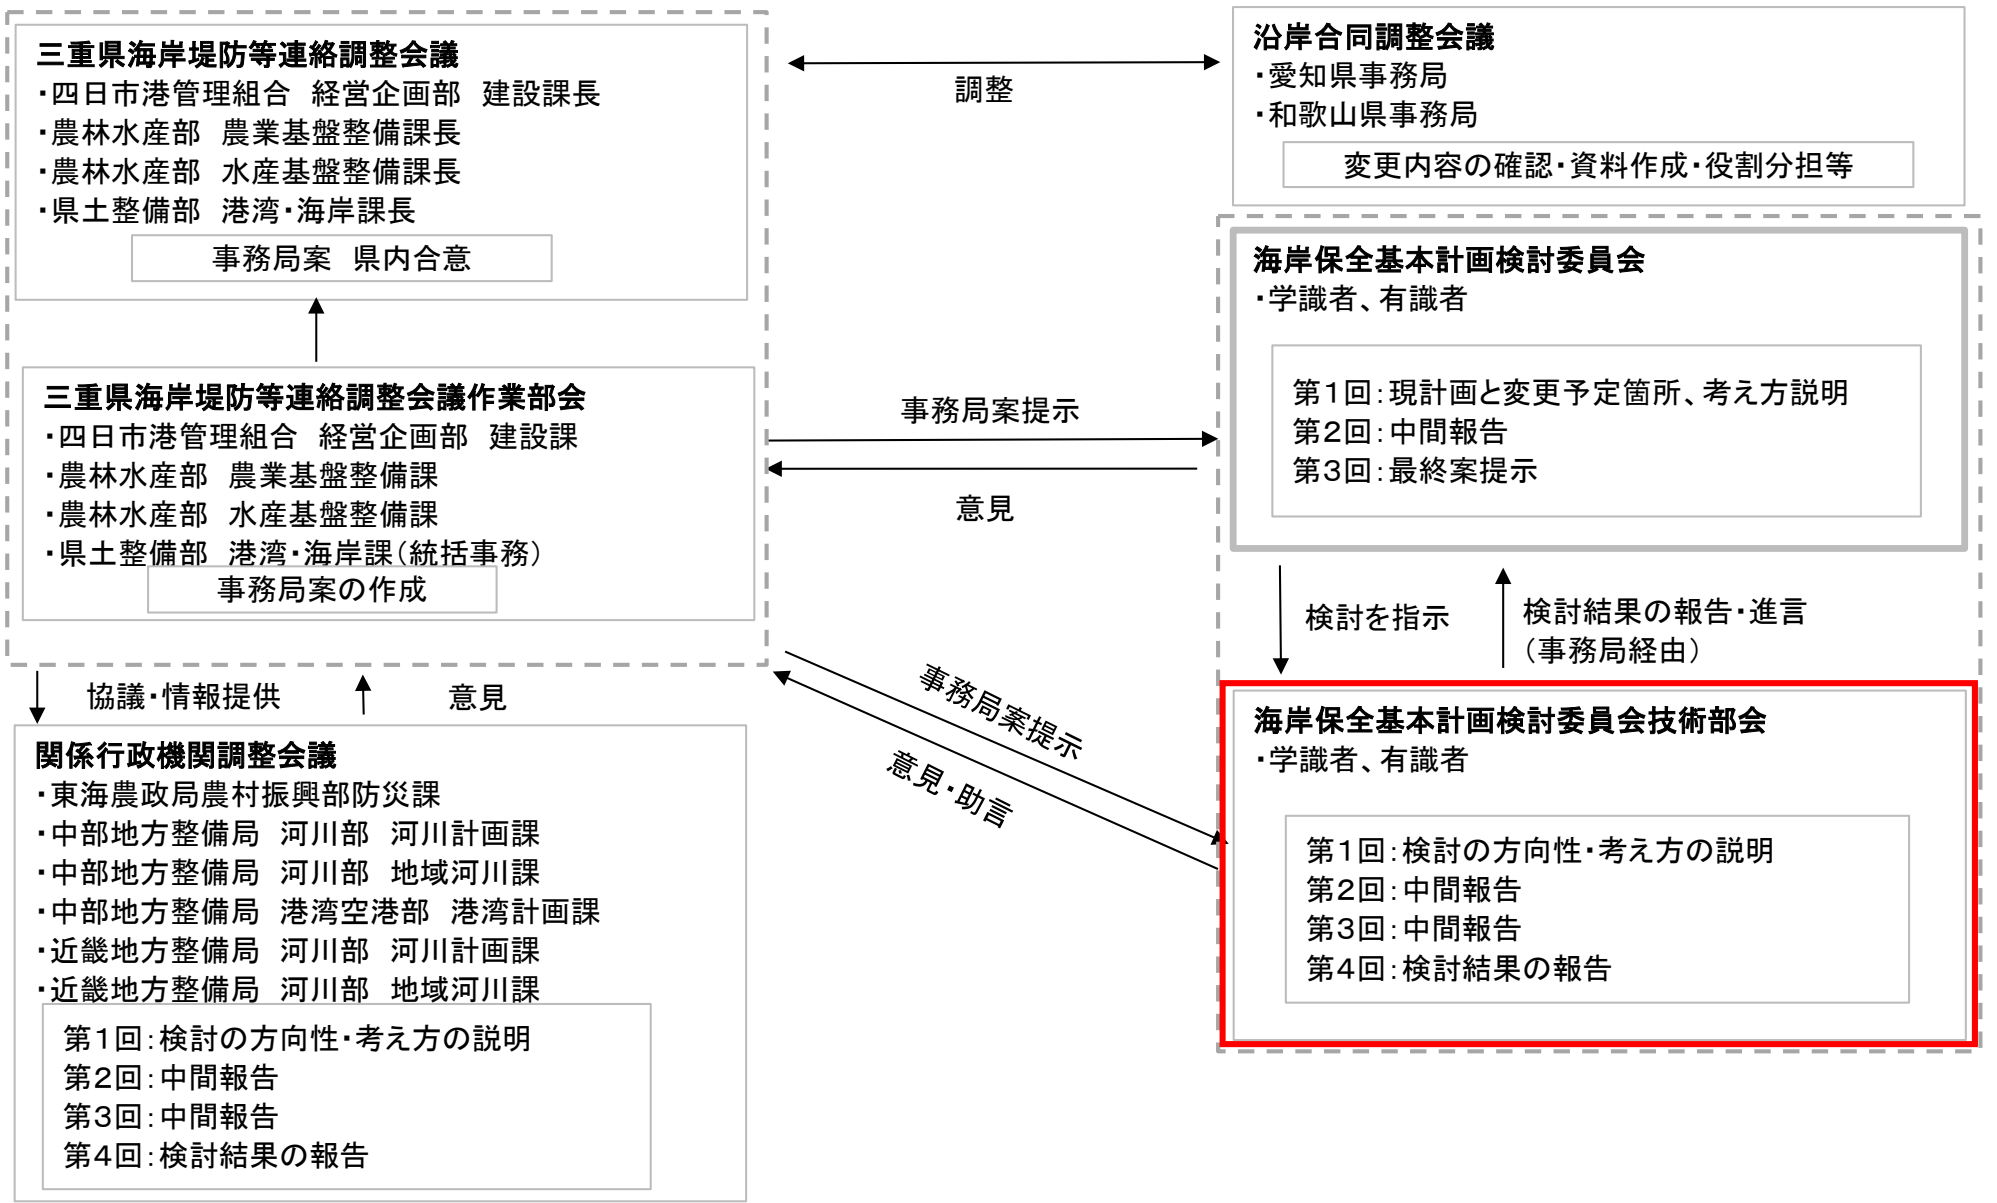 三重県海岸堤防等連絡調整会議
・四日市港管理組合　経営企画部　建設課長
・農林水産部　農業基盤整備課長
・農林水産部　水産基盤整備課長
・県土整備部　港湾・海岸課長
事務局案　県内合意
調整
沿岸合同調整会議
・愛知県事務局
・和歌山県事務局
変更内容の確認・資料作成・役割分担等
三重県海岸堤防等連絡調整会議作業部会
・四日市港管理組合　経営企画部　建設課
・農林水産部　農業基盤整備課
・農林水産部　水産基盤整備課
・県土整備部　港湾・海岸課（統括事務）
事務局案の作成
事務局案提示
意見
海岸保全基本計画検討委員会
・学識者、有識者
第１回：現計画と変更予定箇所、考え方説明
第２回：中間報告
第３回：最終案提示
検討を指示
検討結果の報告・進言
（事務局経由）
協議・情報提供
意見
事務局案提示
意見・助言
関係行政機関調整会議
・東海農政局農村振興部防災課
・中部地方整備局　河川部　河川計画課
・中部地方整備局　河川部　地域河川課
・中部地方整備局　港湾空港部　港湾計画課
・近畿地方整備局　河川部　河川計画課
・近畿地方整備局　河川部　地域河川課
第１回：検討の方向性・考え方の説明
第２回：中間報告
第３回：中間報告
第４回：検討結果の報告
海岸保全基本計画検討委員会技術部会
・学識者、有識者
第１回：検討の方向性・考え方の説明
第２回：中間報告
第３回：中間報告
第４回：検討結果の報告